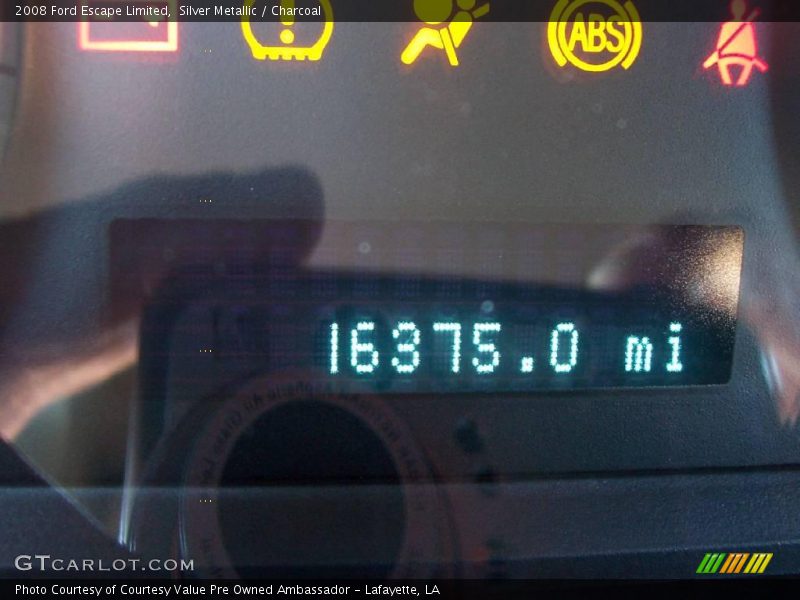 2008 Ford Escape Limited, Silver Metallic / Charcoal
ABS
16375.0 mi
GTCARLOT.COM
Photo Courtesy of Courtesy Value Pre Owned Ambassador - Lafayette, LA